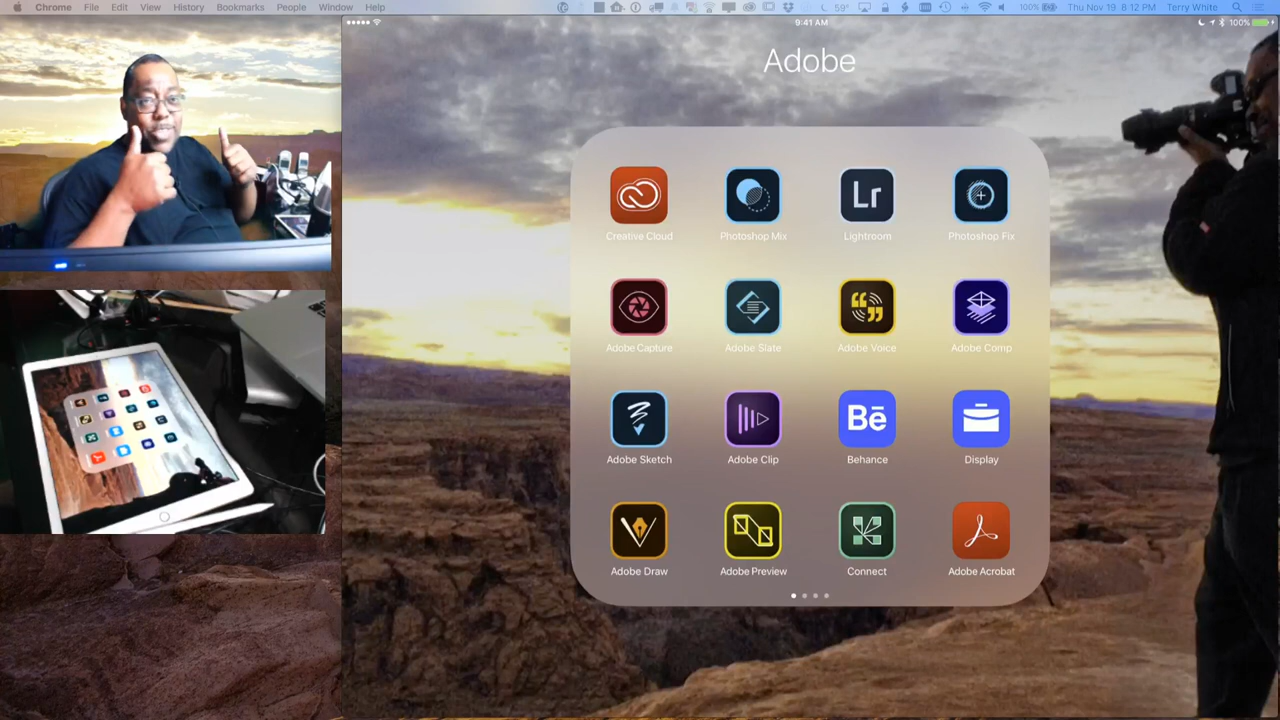 Chrome File Edit View History Bookmarks People Window Help 59° 100% Thu Nov 19 8:12 PM Terry White
9:41 AM 100%
Adobe
Creative Cloud Photoshop Mix Lightroom Photoshop Fix
Lr
Adobe Capture Adobe Slate Adobe Voice Adobe Comp
Bē
Adobe Sketch Adobe Clip Behance Display
Adobe Draw Adobe Preview Connect Adobe Acrobat